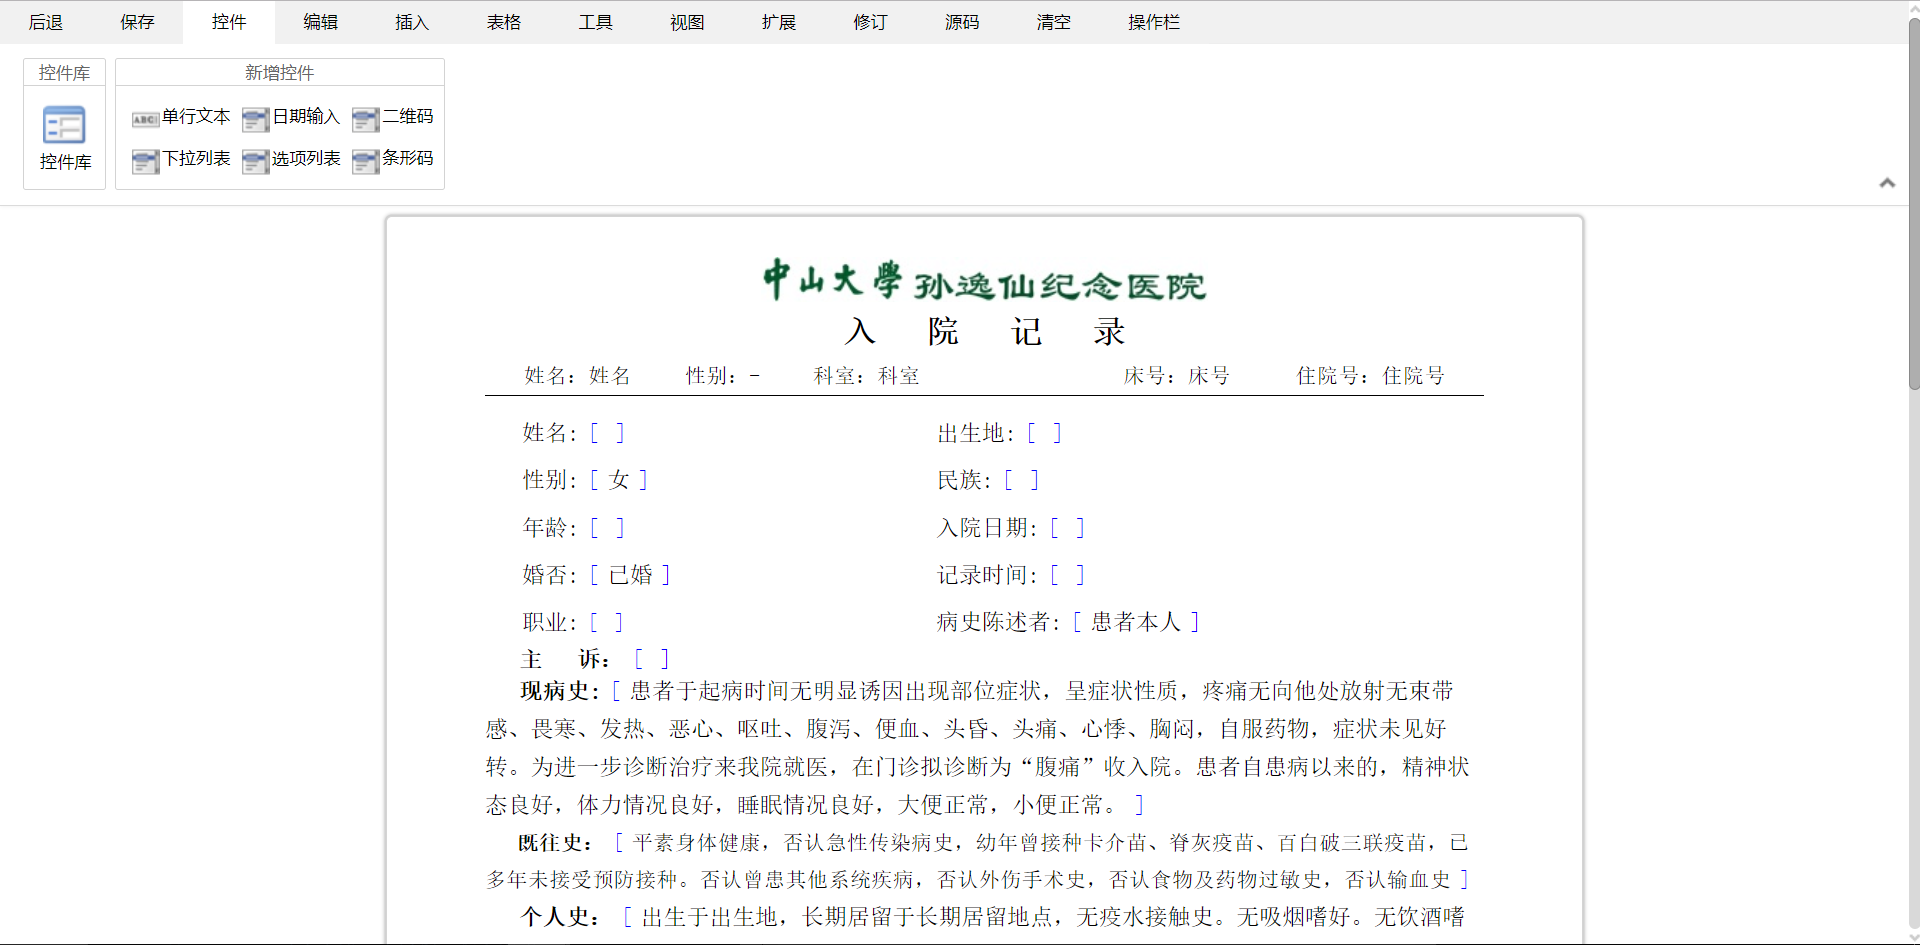 后退 保存 控件 编辑 插入 表格 工具 视图 扩展 修订 源码 清空 操作栏
控件库 新增控件
ABC 单行文本 日期输入 二维码
控件库 下拉列表 选项列表 条形码
中山大學孙逸仙纪念医院
入 院 记 录
姓名：姓名 性别：- 科室：科室 床号：床号 住院号：住院号
姓名：[ ] 出生地：[ ]
性别：[ 女 ] 民族：[ ]
年龄：[ ] 入院日期：[ ]
婚否：[ 已婚 ] 记录时间：[ ]
职业：[ ] 病史陈述者：[ 患者本人 ]
主 诉：[ ]
现病史：[ 患者于起病时间无明显诱因出现部位症状，呈症状性质，疼痛无向他处放射无束带
感、畏寒、发热、恶心、呕吐、腹泻、便血、头昏、头痛、心悸、胸闷，自服药物，症状未见好
转。为进一步诊断治疗来我院就医，在门诊拟诊断为“腹痛”收入院。患者自患病以来的，精神状
态良好，体力情况良好，睡眠情况良好，大便正常，小便正常。 ]
既往史：[ 平素身体健康，否认急性传染病史，幼年曾接种卡介苗、脊灰疫苗、百白破三联疫苗，已
多年未接受预防接种。否认曾患其他系统疾病，否认外伤手术史，否认食物及药物过敏史，否认输血史 ]
个人史：[ 出生于出生地，长期居留于长期居留地点，无疫水接触史。无吸烟嗜好。无饮酒嗜